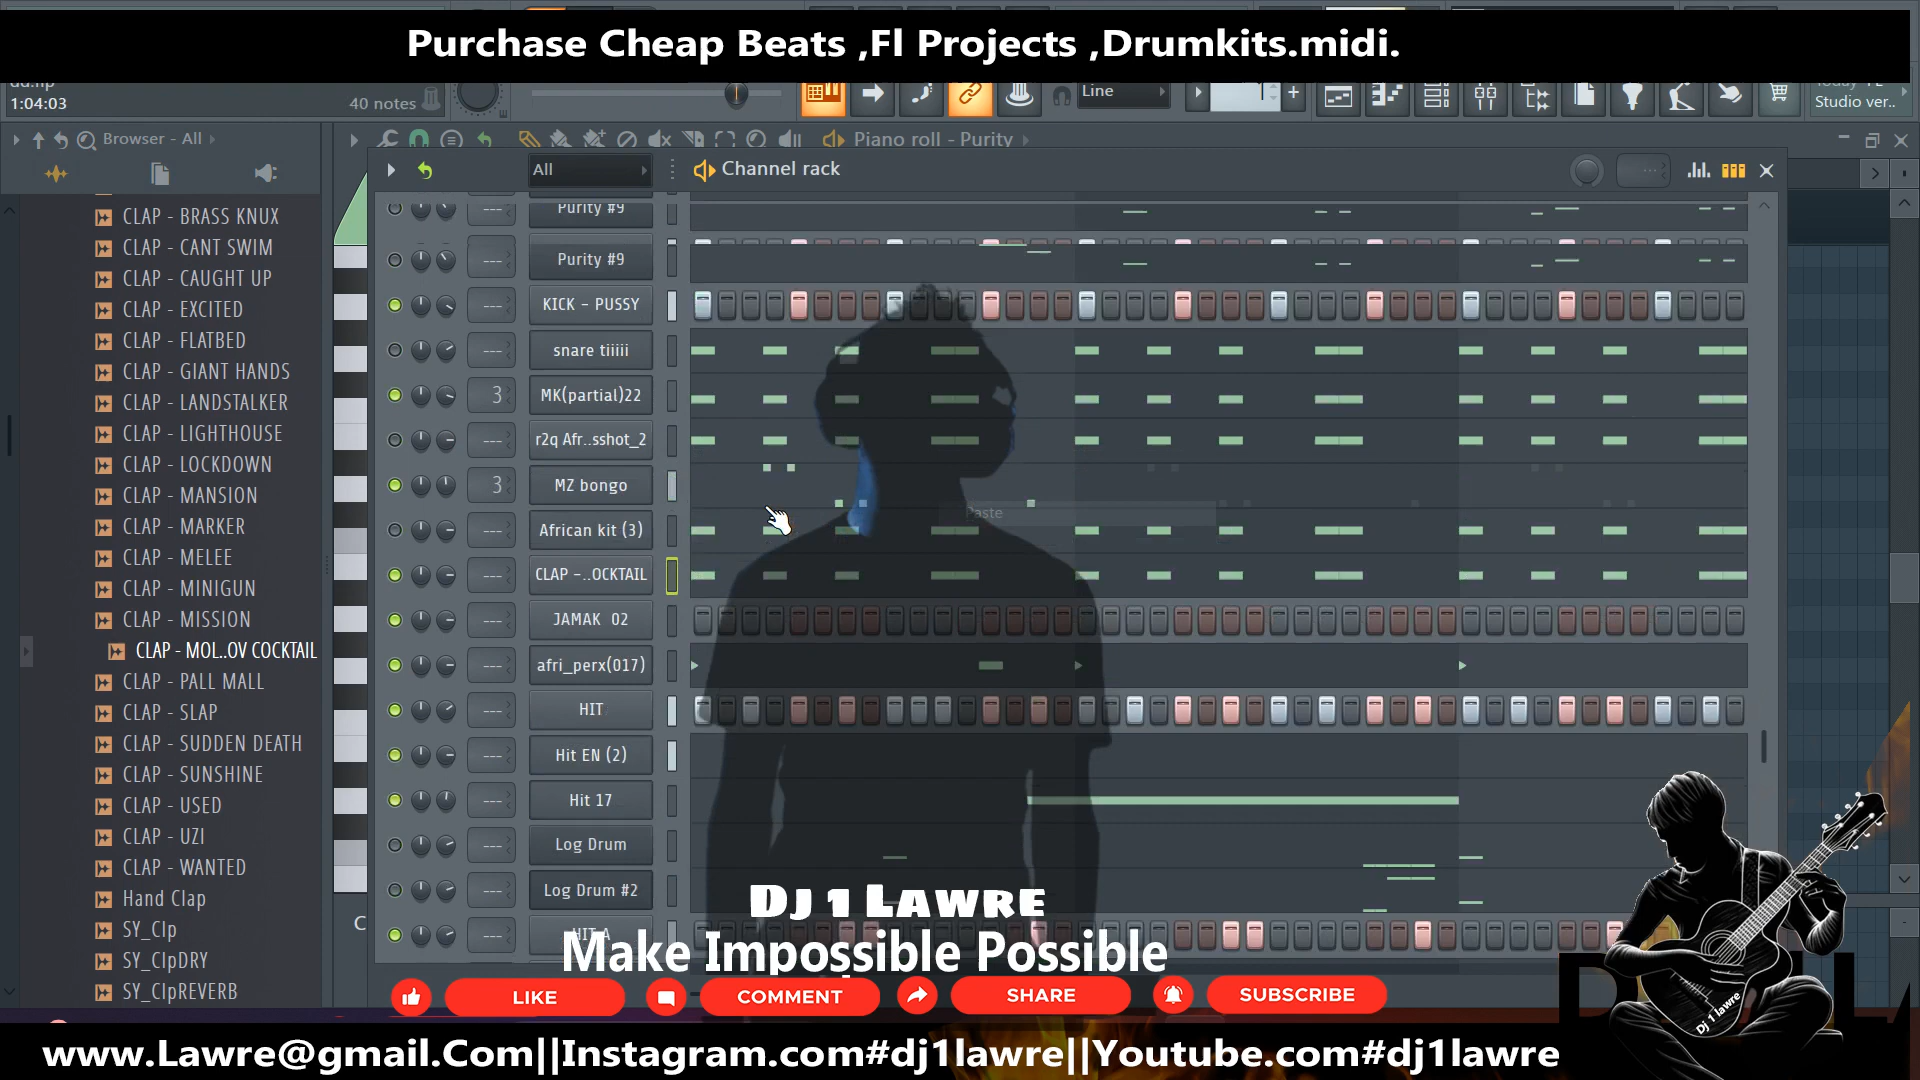 Purchase Cheap Beats ,Fl Projects ,Drumkits.midi.
1:04:03
40 notes
Line
Studio ver..
Browser - All
Piano roll - Purity
All
Channel rack
CLAP - BRASS KNUX
CLAP - CANT SWIM
CLAP - CAUGHT UP
CLAP - EXCITED
CLAP - FLATBED
CLAP - GIANT HANDS
CLAP - LANDSTALKER
CLAP - LIGHTHOUSE
CLAP - LOCKDOWN
CLAP - MANSION
CLAP - MARKER
CLAP - MELEE
CLAP - MINIGUN
CLAP - MISSION
CLAP - MOL..OV COCKTAIL
CLAP - PALL MALL
CLAP - SLAP
CLAP - SUDDEN DEATH
CLAP - SUNSHINE
CLAP - USED
CLAP - UZI
CLAP - WANTED
Hand Clap
SY_Clp
SY_ClpDRY
SY_ClpREVERB
Purity #9
Purity #9
KICK - PUSSY
snare tiiiii
3 MK(partial)22
r2q Afr..sshot_2
3 MZ bongo
African kit (3)
CLAP -..OCKTAIL
JAMAK 02
afri_perx(017)
HIT
Hit EN (2)
Hit 17
Log Drum
Log Drum #2
HIT A
Paste
Dj 1 Lawre
Make Impossible Possible
LIKE
COMMENT
SHARE
SUBSCRIBE
Dj 1 lawre
www.Lawre@gmail.Com||Instagram.com#dj1lawre||Youtube.com#dj1lawre